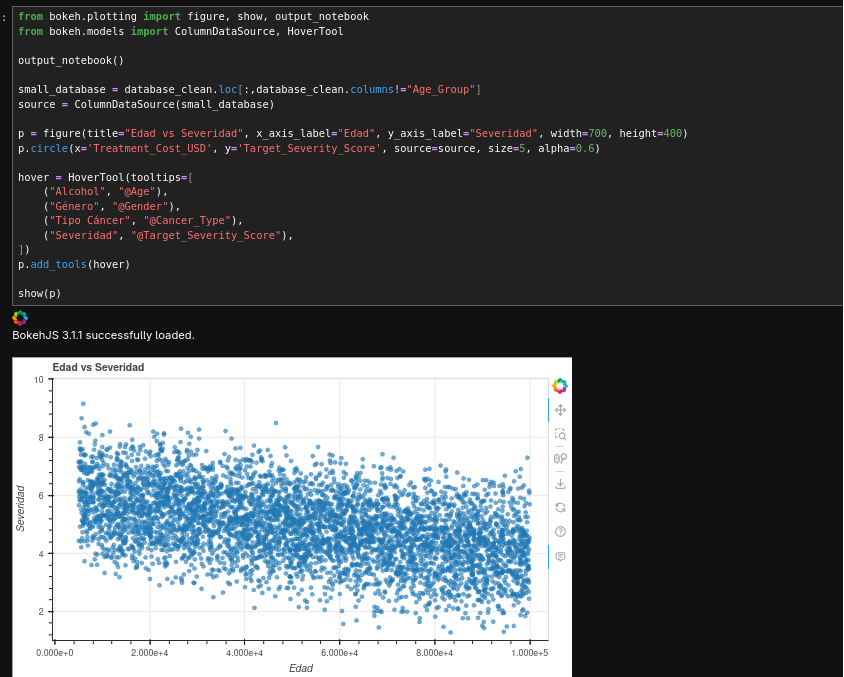 :
from bokeh.plotting import figure, show, output_notebook
from bokeh.models import ColumnDataSource, HoverTool
output_notebook()
small_database = database_clean.loc[:,database_clean.columns!="Age_Group"]
source = ColumnDataSource(small_database)
p = figure(title="Edad vs Severidad", x_axis_label="Edad", y_axis_label="Severidad", width=700, height=400)
p.circle(x='Treatment_Cost_USD', y='Target_Severity_Score', source=source, size=5, alpha=0.6)
hover = HoverTool(tooltips=[
    ("Alcohol", "@Age"),
    ("Género", "@Gender"),
    ("Tipo Cáncer", "@Cancer_Type"),
    ("Severidad", "@Target_Severity_Score"),
])
p.add_tools(hover)
show(p)
BokehJS 3.1.1 successfully loaded.
Edad vs Severidad
10
8
6
4
2
Severidad
0.000e+0 2.000e+4 4.000e+4 6.000e+4 8.000e+4 1.000e+5
Edad